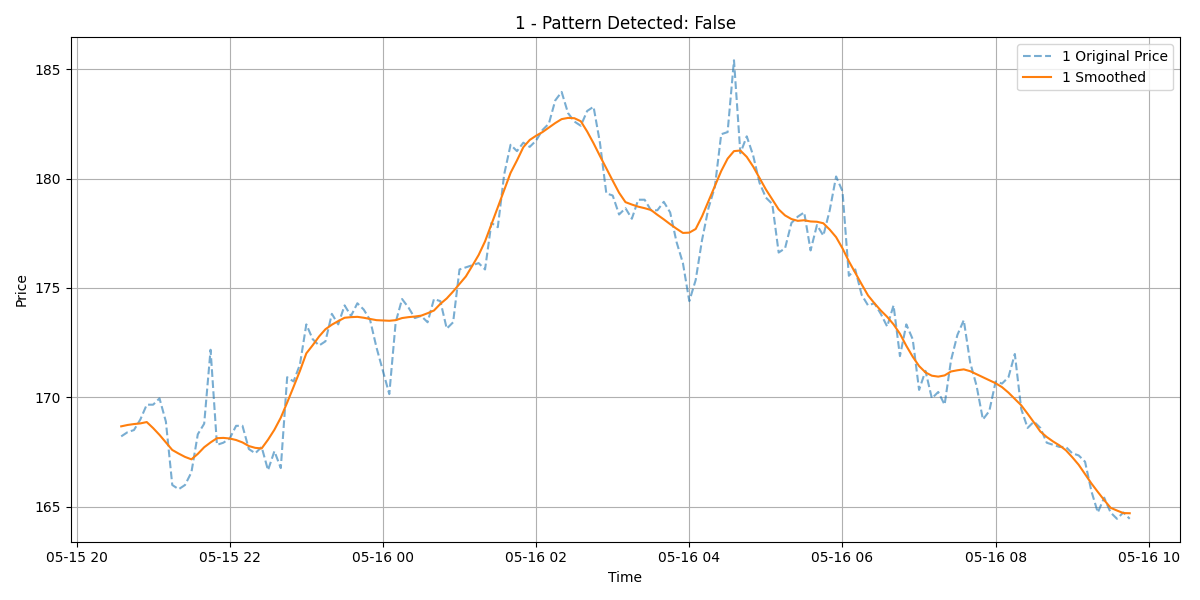 1 - Pattern Detected: False
1 Original Price
1 Smoothed
Price
185
180
175
170
165
05-15 20 05-15 22 05-16 00 05-16 02 05-16 04 05-16 06 05-16 08 05-16 10
Time